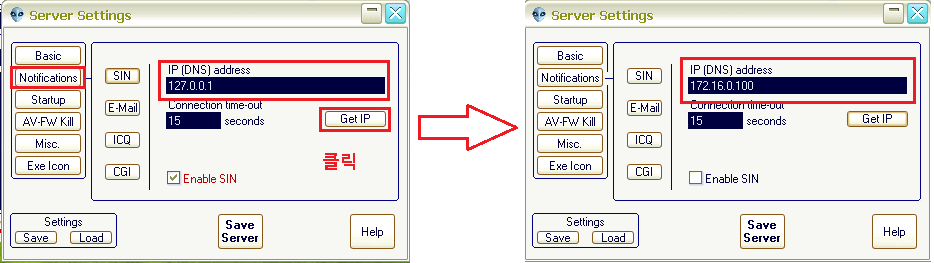 Server Settings
Basic
Notifications
Startup
AV-FW Kill
Misc.
Exe Icon
SIN
E-Mail
ICQ
CGI
IP (DNS) address
127.0.0.1
Connection time-out
15 seconds
Get IP
클릭
Enable SIN
Settings
Save Load
Save
Server
Help
Server Settings
Basic
Notifications
Startup
AV-FW Kill
Misc.
Exe Icon
SIN
E-Mail
ICQ
CGI
IP (DNS) address
172.16.0.100
Connection time-out
15 seconds
Get IP
Enable SIN
Settings
Save Load
Save
Server
Help